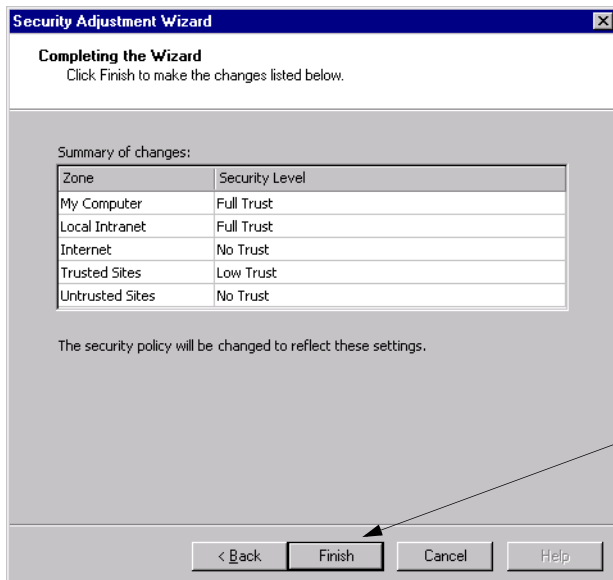 Security Adjustment Wizard
Completing the Wizard
Click Finish to make the changes listed below.
Summary of changes:
Zone Security Level
My Computer Full Trust
Local Intranet Full Trust
Internet No Trust
Trusted Sites Low Trust
Untrusted Sites No Trust
The security policy will be changed to reflect these settings.
< Back Finish Cancel Help